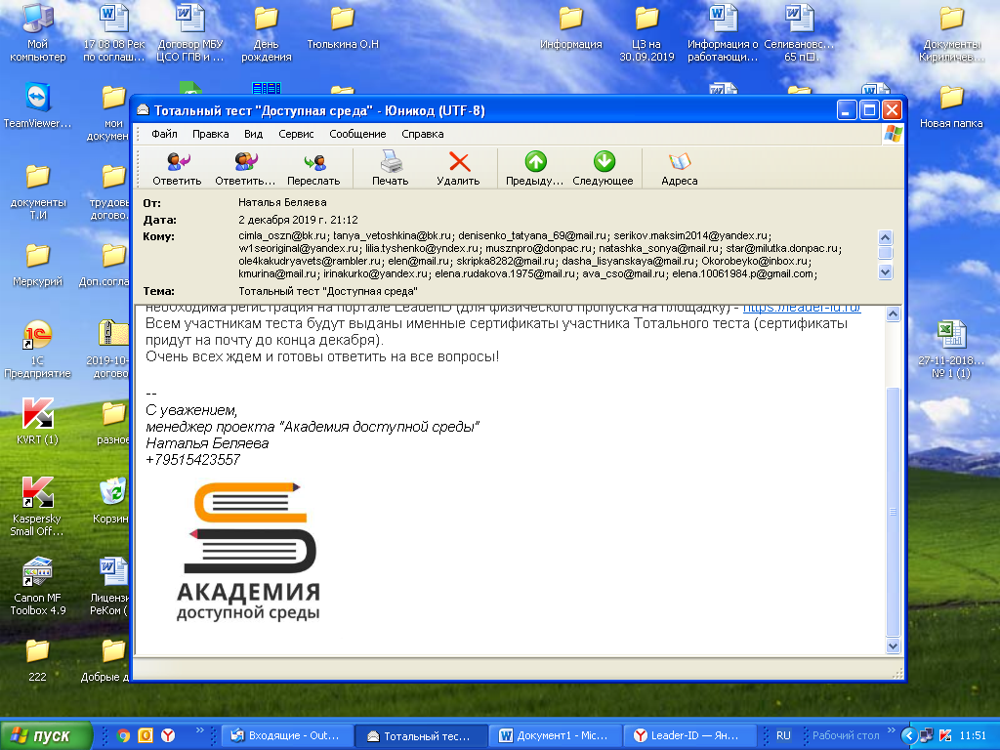 Мой компьютер
17 08 08 Рек по соглаш...
Договор МБУ ЦСО ГПВ и ...
День рождения
Тюлькина О.Н
Информация
ЦЗ на 30.09.2019
Информация о работающи...
Селивановс... 65 п□.
Документы Кириличев...
TeamViewer...
мои докумен
Новая папка
документы Т.И
трудовь догово.
Меркурий
Доп.согла
1С Предприятие
2019-10- догово
27-11-2018... № 1 (1)
KVRT (1)
разное
Kaspersky Small Off...
Корзин
Canon MF Toolbox 4.9
Лицензи РеКом (
222
Добрые д
Тотальный тест "Доступная среда" - Юникод (UTF-8)
Файл Правка Вид Сервис Сообщение Справка
Ответить Ответить... Переслать Печать Удалить Предыду... Следующее Адреса
От: Наталья Беляева
Дата: 2 декабря 2019 г. 21:12
Кому: cimla_oszn@bk.ru; tanya_vetoshkina@bk.ru; denisenko_tatyana_69@mail.ru; serikov.maksim2014@yandex.ru;
w1seoriginal@yandex.ru; lilia.tyshenko@yndex.ru; musznpro@donpac.ru; natashka_sonya@mail.ru; star@milutka.donpac.ru;
ole4kakudryavets@rambler.ru; elen@mail.ru; skripka8282@mail.ru; dasha_lisyanskaya@mail.ru; Okorobeyko@inbox.ru;
kmurina@mail.ru; irinakurko@yandex.ru; elena.rudakova.1975@mail.ru; ava_cso@mail.ru; elena.10061984.p@gmail.com;
Тема: Тотальный тест "Доступная среда"
необходима регистрация на портале LeaderID (для физического пропуска на площадку) - https://leader-id.ru/
Всем участникам теста будут выданы именные сертификаты участника Тотального теста (сертификаты
придут на почту до конца декабря).
Очень всех ждем и готовы ответить на все вопросы!
--
С уважением,
менеджер проекта "Академия доступной среды"
Наталья Беляева
+79515423557
АКАДЕМИЯ
доступной среды
пуск
Входящие - Out...
Тотальный тес...
Документ1 - Mic...
Leader-ID — Ян...
RU
Рабочий стол
11:51